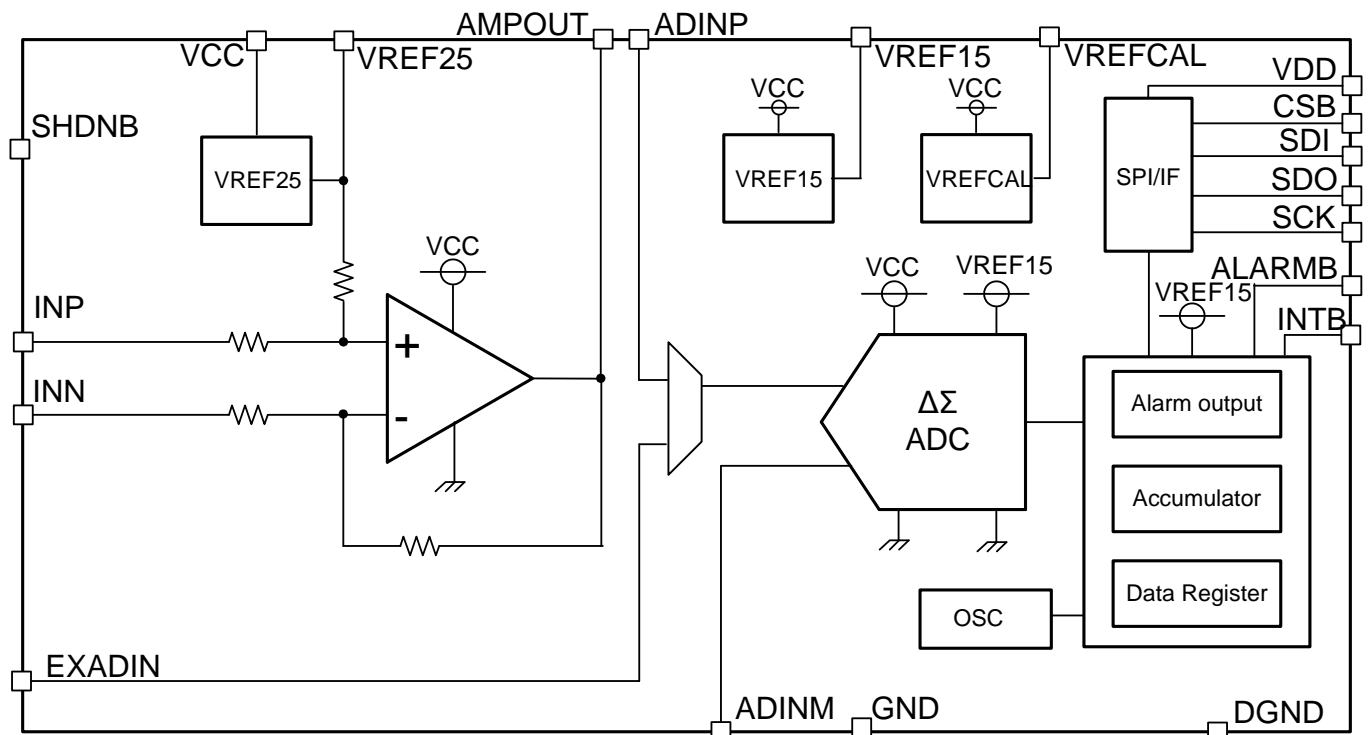 AMPOUT
ADINP
VCC
VREF25
VREF15
VREFCAL
VDD
CSB
SDI
SDO
SCK
ALARMB
INTB
SHDNB
INP
INN
EXADIN
ADINM
GND
DGND
VREF25
VCC
+
-
VCC
VREF15
VCC
VREFCAL
SPI/IF
VCC
VREF15
ΔΣ
ADC
VREF15
Alarm output
Accumulator
Data Register
OSC